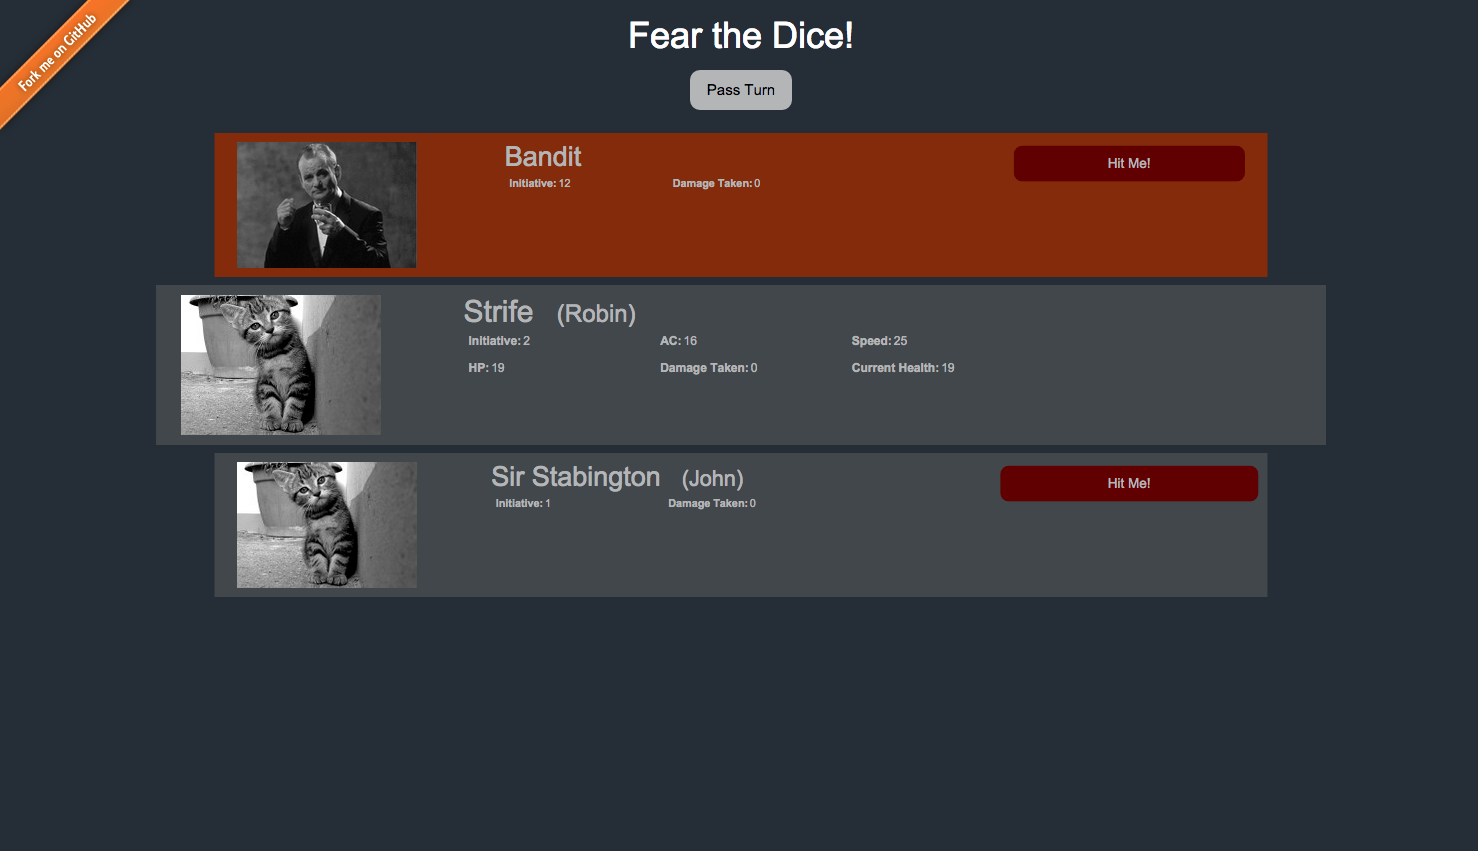 Fork me on GitHub
Fear the Dice!
Pass Turn
Bandit
Initiative: 12 Damage Taken: 0
Hit Me!
Strife (Robin)
Initiative: 2 AC: 16 Speed: 25
HP: 19 Damage Taken: 0 Current Health: 19
Sir Stabington (John)
Initiative: 1 Damage Taken: 0
Hit Me!